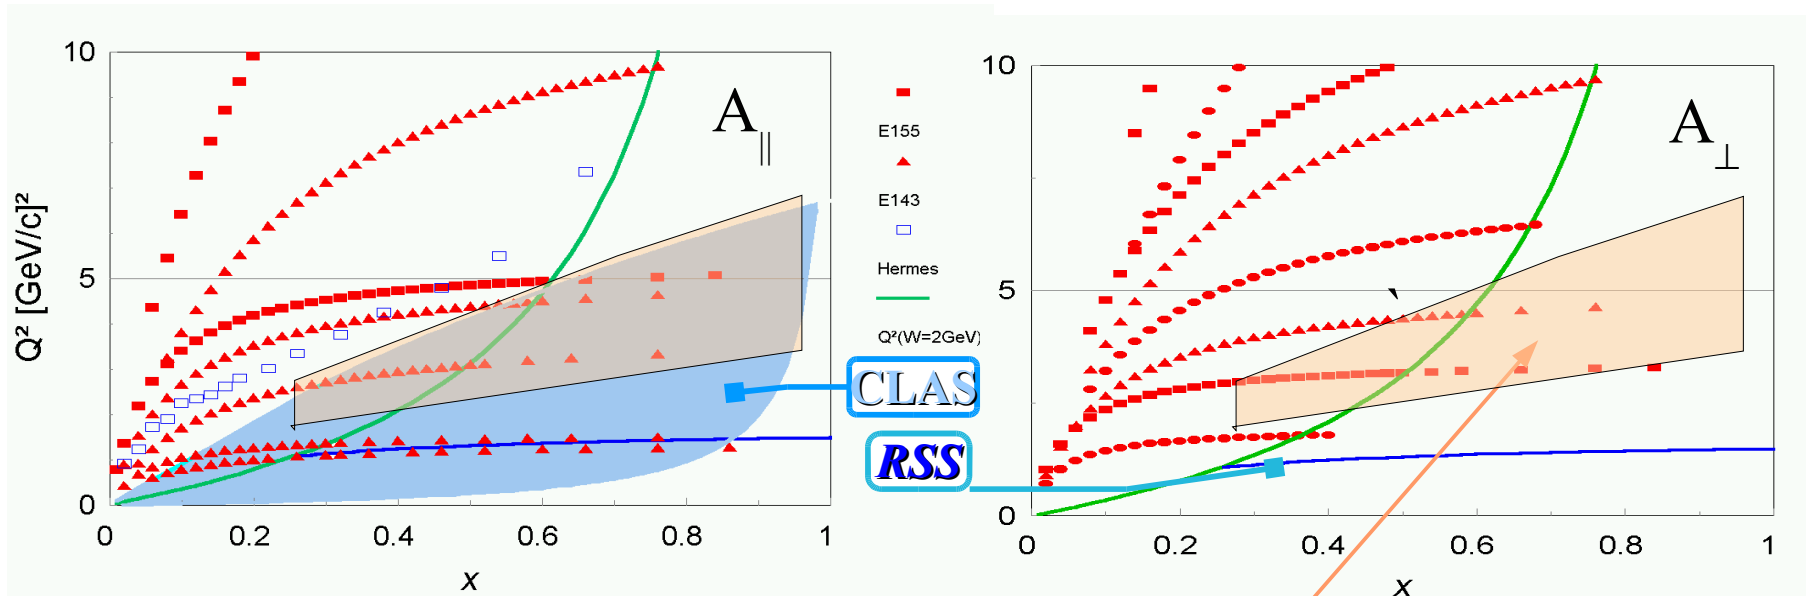 10
5
0
Q² [GeV/c]²
0
0.2
0.4
0.6
0.8
1
x
A∥
E155
E143
Hermes
Q²(W=2GeV)
CLAS
RSS
10
5
0
0
0.2
0.4
0.6
0.8
1
x
A⊥